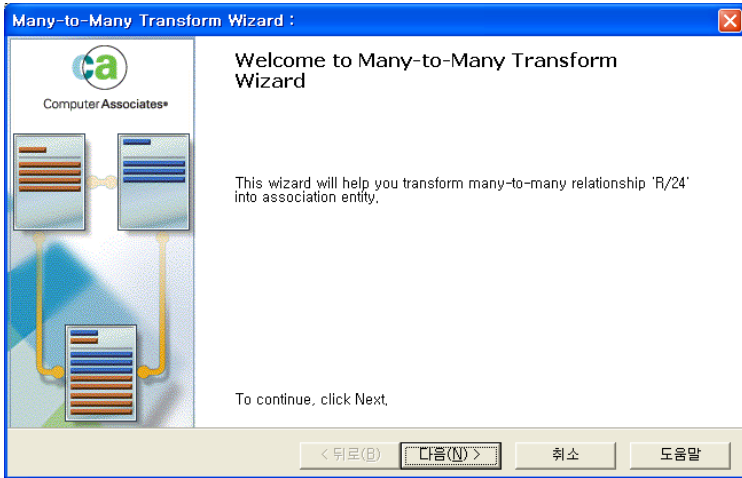 Many-to-Many Transform Wizard :
ca
Computer Associates®
Welcome to Many-to-Many Transform
Wizard
This wizard will help you transform many-to-many relationship 'R/24'
into association entity,
To continue, click Next,
< 뒤로(B)
다음(N) >
취소
도움말